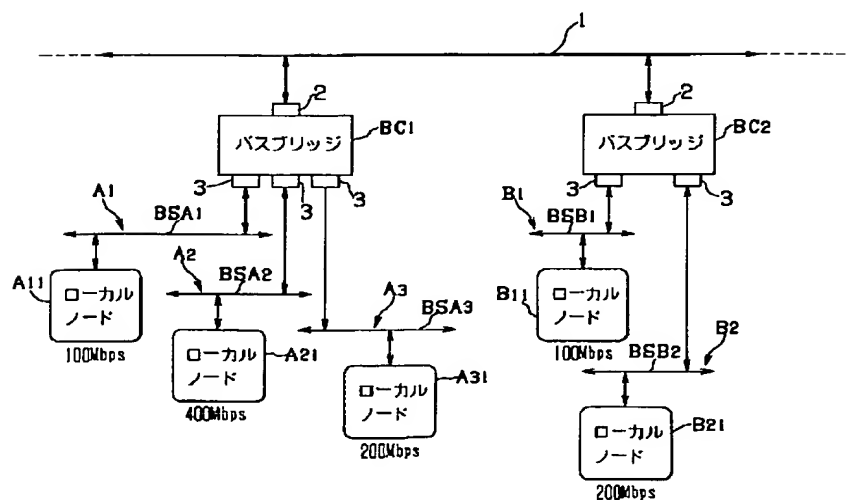 1
2
2
バスブリッジ
BC1
バスブリッジ
BC2
3
3
3
3
3
A1
BSA1
B1
BSB1
A2
BSA2
A11
ローカル
ノード
100Mbps
A3
BSA3
B11
ローカル
ノード
100Mbps
A21
ローカル
ノード
400Mbps
BSB2
B2
A31
ローカル
ノード
200Mbps
B21
ローカル
ノード
200Mbps